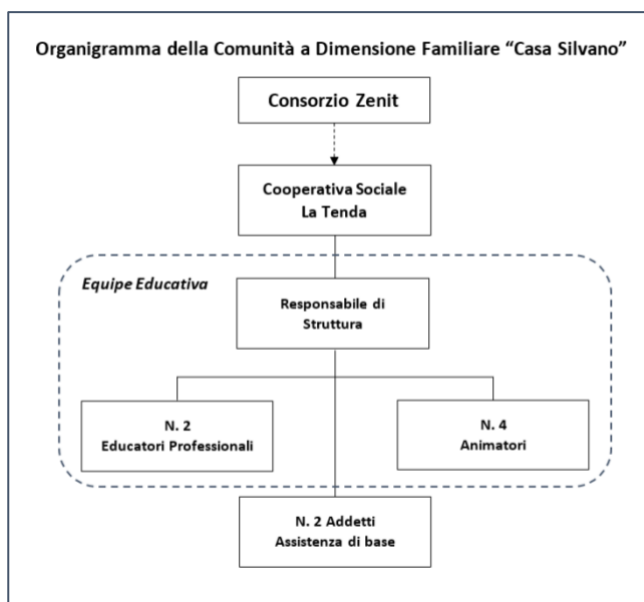 Organigramma della Comunità a Dimensione Familiare “Casa Silvano”
Consorzio Zenit
Cooperativa Sociale
La Tenda
Equipe Educativa
Responsabile di
Struttura
N. 2
Educatori Professionali
N. 4
Animatori
N. 2 Addetti
Assistenza di base